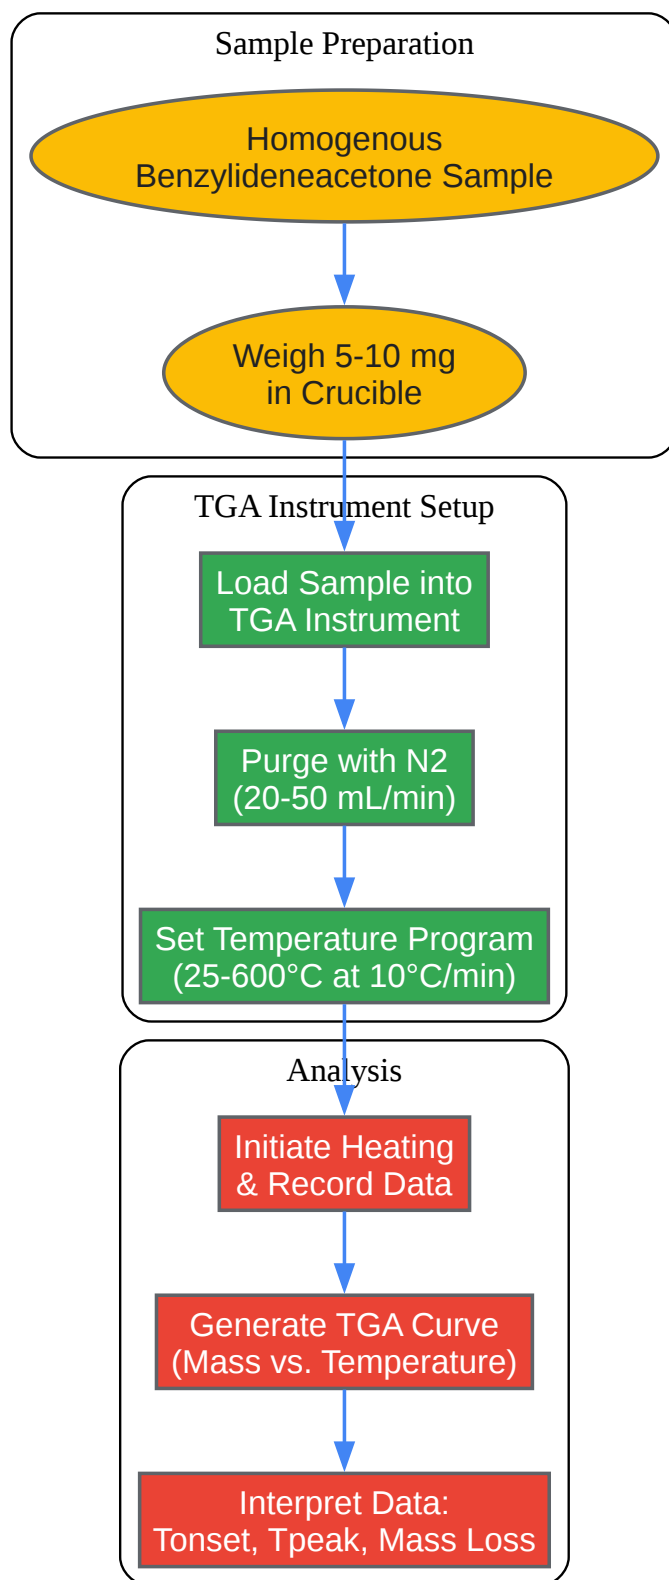 Sample Preparation
Homogenous
Benzylideneacetone Sample
Weigh 5-10 mg
in Crucible
TGA Instrument Setup
Load Sample into
TGA Instrument
Purge with N2
(20-50 mL/min)
Set Temperature Program
(25-600°C at 10°C/min)
Analysis
Initiate Heating
& Record Data
Generate TGA Curve
(Mass vs. Temperature)
Interpret Data:
Tonset, Tpeak, Mass Loss